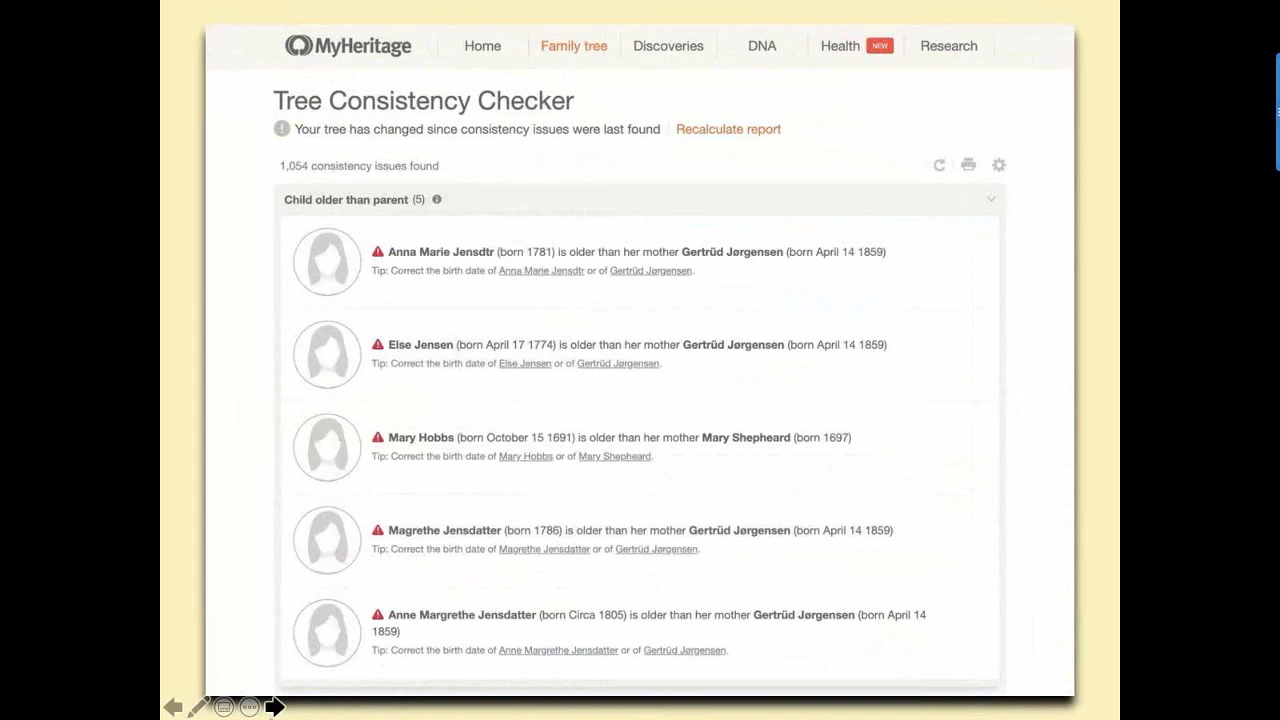 MyHeritage Home Family tree Discoveries DNA Health NEW Research
Tree Consistency Checker
Your tree has changed since consistency issues were last found Recalculate report
1,054 consistency issues found
Child older than parent (5)
Anna Marie Jensdtr (born 1781) is older than her mother Gertrüd Jørgensen (born April 14 1859)
Tip: Correct the birth date of Anna Marie Jensdtr or of Gertrüd Jørgensen.
Else Jensen (born April 17 1774) is older than her mother Gertrüd Jørgensen (born April 14 1859)
Tip: Correct the birth date of Else Jensen or of Gertrüd Jørgensen.
Mary Hobbs (born October 15 1691) is older than her mother Mary Shepheard (born 1697)
Tip: Correct the birth date of Mary Hobbs or of Mary Shepheard.
Magrethe Jensdatter (born 1786) is older than her mother Gertrüd Jørgensen (born April 14 1859)
Tip: Correct the birth date of Magrethe Jensdatter or of Gertrüd Jørgensen.
Anne Margrethe Jensdatter (born Circa 1805) is older than her mother Gertrüd Jørgensen (born April 14
1859)
Tip: Correct the birth date of Anne Margrethe Jensdatter or of Gertrüd Jørgensen.